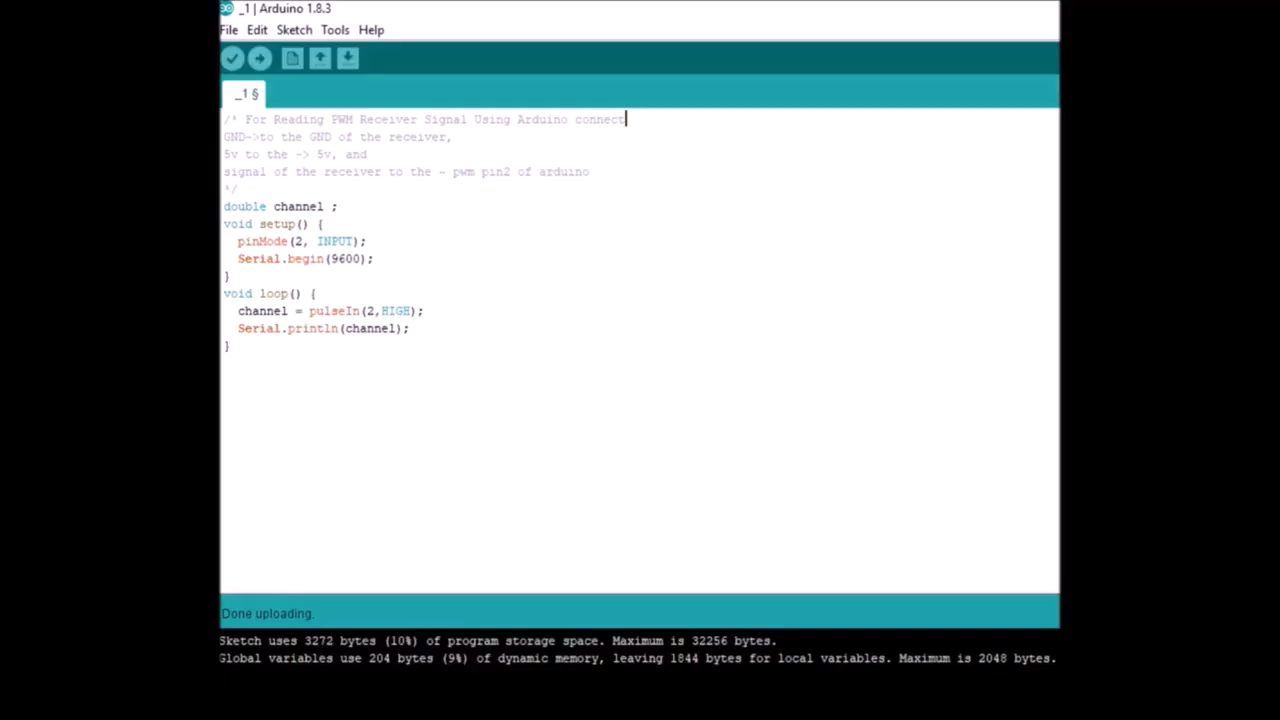 _1 | Arduino 1.8.3
File Edit Sketch Tools Help
_1 §
/* For Reading PWM Receiver Signal Using Arduino connect
GND->to the GND of the receiver,
5v to the -> 5v, and
signal of the receiver to the ~ pwm pin2 of arduino
*/
double channel ;
void setup() {
  pinMode(2, INPUT);
  Serial.begin(9600);
}
void loop() {
  channel = pulseIn(2,HIGH);
  Serial.println(channel);
}
Done uploading.
Sketch uses 3272 bytes (10%) of program storage space. Maximum is 32256 bytes.
Global variables use 204 bytes (9%) of dynamic memory, leaving 1844 bytes for local variables. Maximum is 2048 bytes.